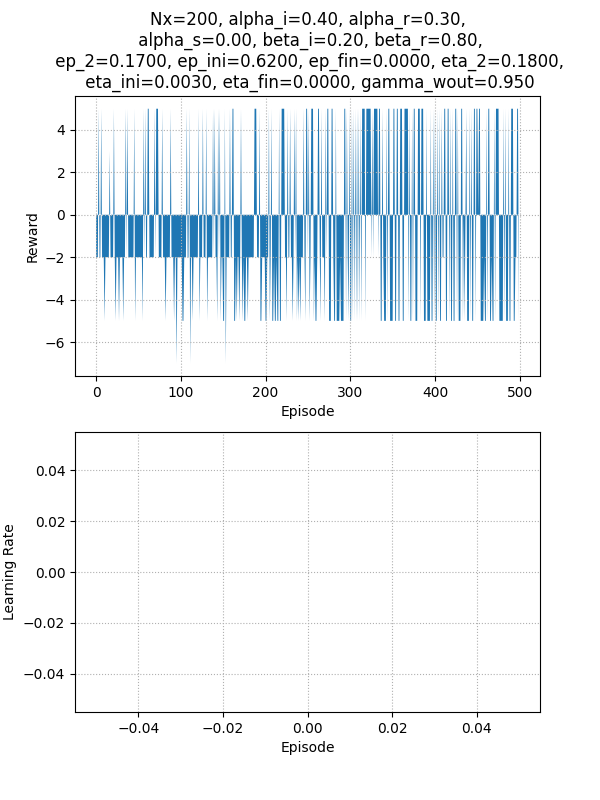 Nx=200, alpha_i=0.40, alpha_r=0.30,
alpha_s=0.00, beta_i=0.20, beta_r=0.80,
ep_2=0.1700, ep_ini=0.6200, ep_fin=0.0000, eta_2=0.1800,
eta_ini=0.0030, eta_fin=0.0000, gamma_wout=0.950
4
2
0
−2
−4
−6
Reward
0
100
200
300
400
500
Episode
0.04
0.02
0.00
−0.02
−0.04
Learning Rate
−0.04
−0.02
0.00
0.02
0.04
Episode